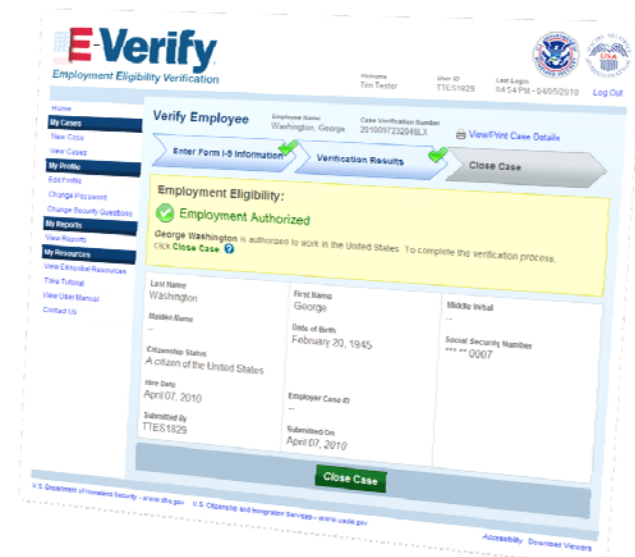 E-Verify
Employment Eligibility Verification
Welcome
Tim Tester
User ID
TTES1829
Last Login
04:54 PM - 04/05/2010
Log Out
Home
My Cases
New Case
View Cases
My Profile
Edit Profile
Change Password
Change Security Questions
My Reports
View Reports
My Resources
View Essential Resources
Take Tutorial
View User Manual
Contact Us
Verify Employee
Employee Name
Washington, George
Case Verification Number
2010097232046LX
View/Print Case Details
Enter Form I-9 Information
Verification Results
Close Case
Employment Eligibility:
Employment Authorized
George Washington is authorized to work in the United States. To complete the verification process,
click Close Case ?
Last Name
Washington
First Name
George
Middle Initial
--
Maiden Name
--
Date of Birth
February 20, 1945
Social Security Number
*** ** 0007
Citizenship Status
A citizen of the United States
Hire Date
April 07, 2010
Employer Case ID
--
Submitted By
TTES1829
Submitted On
April 07, 2010
Close Case
U.S. Department of Homeland Security - www.dhs.gov U.S. Citizenship and Immigration Services - www.uscis.gov
Accessibility Download Viewers